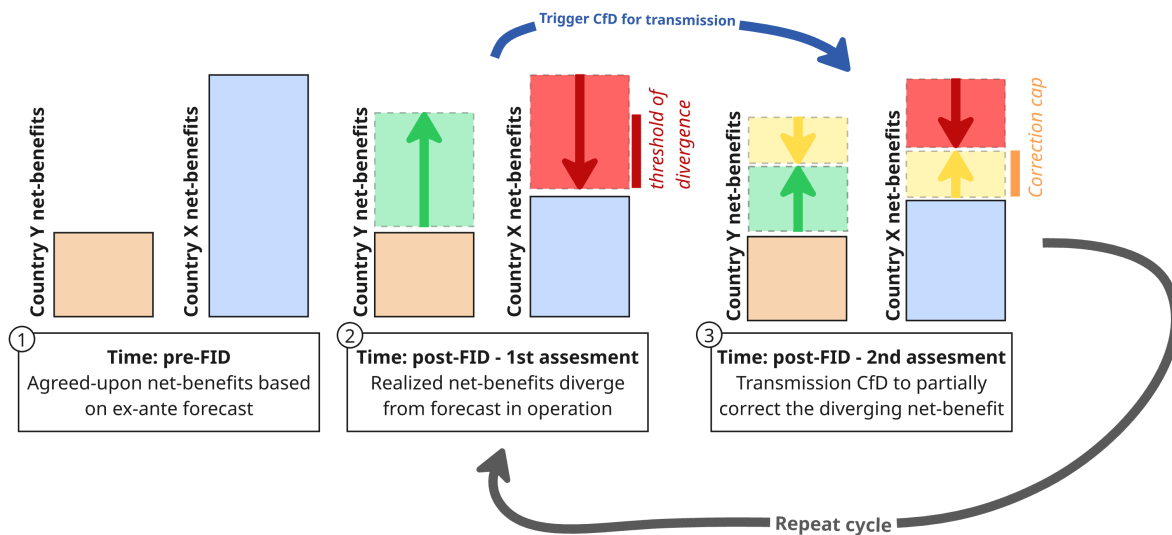 Trigger CfD for transmission
Country Y net-benefits
Country X net-benefits
Country Y net-benefits
Country X net-benefits
threshold of
divergence
Country Y net-benefits
Country X net-benefits
Correction cap
1
Time: pre-FID
Agreed-upon net-benefits based
on ex-ante forecast
2
Time: post-FID - 1st assesment
Realized net-benefits diverge
from forecast in operation
3
Time: post-FID - 2nd assesment
Transmission CfD to partially
correct the diverging net-benefit
Repeat cycle